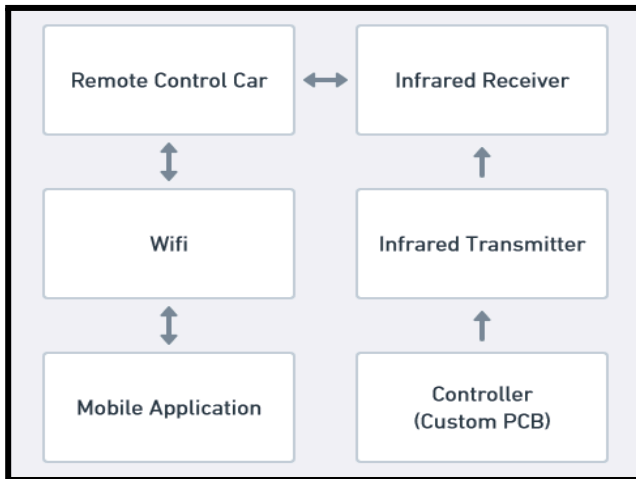 Remote Control Car
Infrared Receiver
Wifi
Infrared Transmitter
Mobile Application
Controller
(Custom PCB)